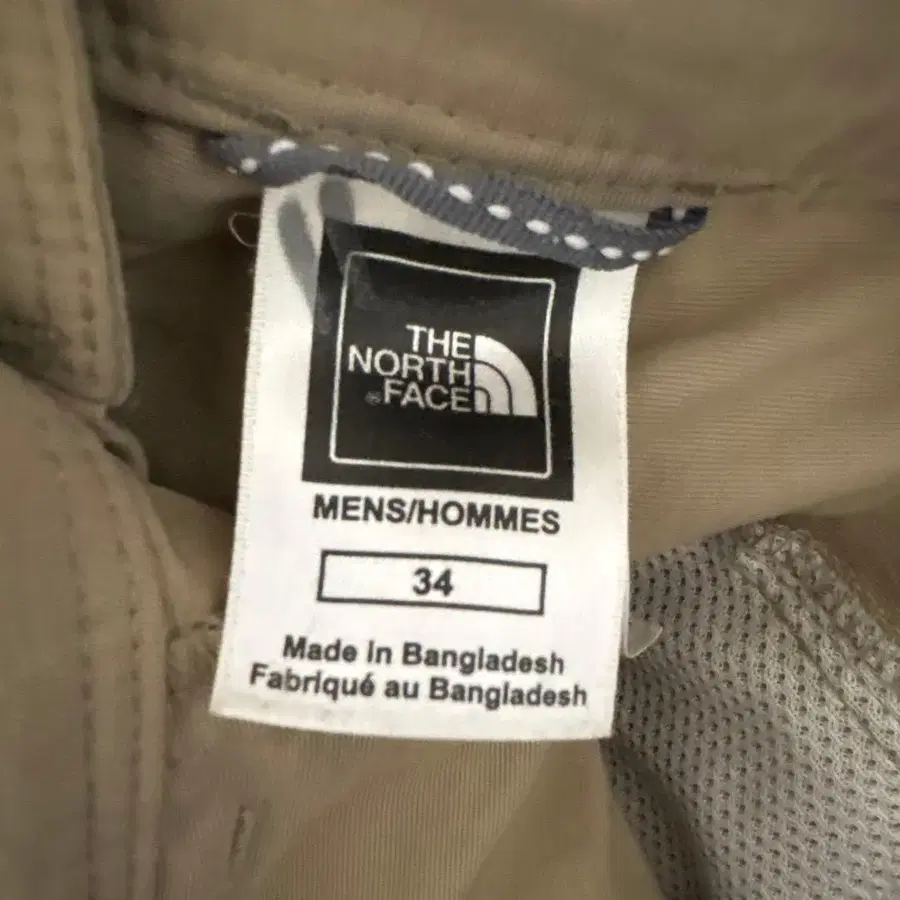 THE
NORTH
®FACE
MENS/HOMMES
34
Made in Bangladesh
Fabriqué au Bangladesh